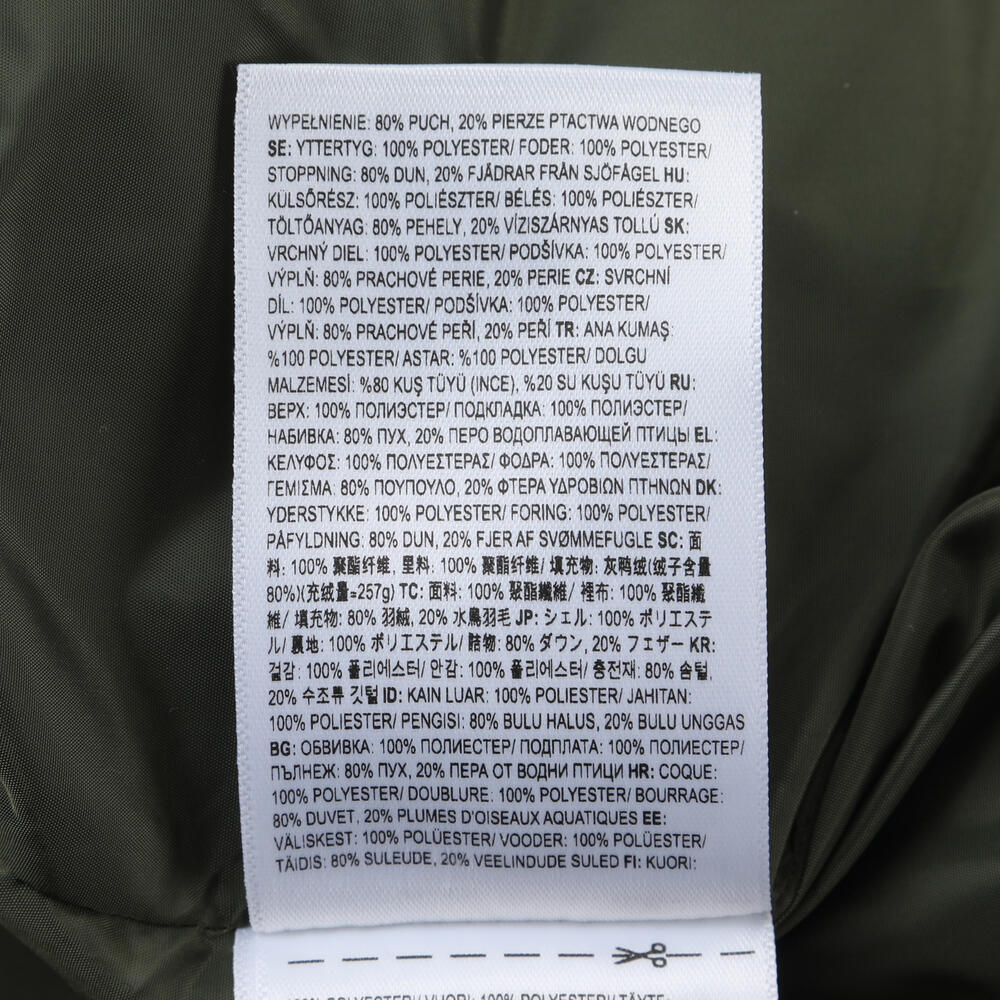 WYPEŁNIENIE: 80% PUCH, 20% PIERZE PTACTWA WODNEGO
SE: YTTERTYG: 100% POLYESTER/ FODER: 100% POLYESTER/
STOPPNING: 80% DUN, 20% FJÄDRAR FRÅN SJÖFÅGEL HU:
KÜLSŐRÉSZ: 100% POLIÉSZTER/ BÉLÉS: 100% POLIÉSZTER/
TÖLTŐANYAG: 80% PEHELY, 20% VÍZISZÁRNYAS TOLLÚ SK:
VRCHNÝ DIEL: 100% POLYESTER/ PODŠÍVKA: 100% POLYESTER/
VÝPLŇ: 80% PRACHOVÉ PERIE, 20% PERIE CZ: SVRCHNÍ
DÍL: 100% POLYESTER/ PODŠÍVKA: 100% POLYESTER/
VÝPLŇ: 80% PRACHOVÉ PEŘÍ, 20% PEŘÍ TR: ANA KUMAŞ:
%100 POLYESTER/ ASTAR: %100 POLYESTER/ DOLGU
MALZEMESİ: %80 KUŞ TÜYÜ (INCE), %20 SU KUŞU TÜYÜ RU:
ВЕРХ: 100% ПОЛИЭСТЕР/ ПОДКЛАДКА: 100% ПОЛИЭСТЕР/
НАБИВКА: 80% ПУХ, 20% ПЕРО ВОДОПЛАВАЮЩЕЙ ПТИЦЫ EL:
ΚΕΛΥΦΟΣ: 100% ΠΟΛΥΕΣΤΕΡΑΣ/ ΦΟΔΡΑ: 100% ΠΟΛΥΕΣΤΕΡΑΣ/
ΓΕΜΙΣΜΑ: 80% ΠΟΥΠΟΥΛΟ, 20% ΦΤΕΡΑ ΥΔΡΟΒΙΩΝ ΠΤΗΝΩΝ DK:
YDERSTYKKE: 100% POLYESTER/ FORING: 100% POLYESTER/
PÅFYLDNING: 80% DUN, 20% FJER AF SVØMMEFUGLE SC: 面
料: 100% 聚酯纤维, 里料: 100% 聚酯纤维/ 填充物: 灰鸭绒(绒子含量
80%)(充绒量=257g) TC: 面料: 100% 聚酯纖維/ 裡布: 100% 聚酯纖
維/ 填充物: 80% 羽絨, 20% 水鳥羽毛 JP: シェル: 100% ポリエステ
ル/ 裏地: 100% ポリエステル/ 詰物: 80% ダウン, 20% フェザー KR:
겉감: 100% 폴리에스터/ 안감: 100% 폴리에스터/ 충전재: 80% 솜털,
20% 수조류 깃털 ID: KAIN LUAR: 100% POLIESTER/ JAHITAN:
100% POLIESTER/ PENGISI: 80% BULU HALUS, 20% BULU UNGGAS
BG: ОБВИВКА: 100% ПОЛИЕСТЕР/ ПОДПЛАТА: 100% ПОЛИЕСТЕР/
ПЪЛНЕЖ: 80% ПУХ, 20% ПЕРА ОТ ВОДНИ ПТИЦИ HR: COQUE:
100% POLYESTER/ DOUBLURE: 100% POLYESTER/ BOURRAGE:
80% DUVET, 20% PLUMES D'OISEAUX AQUATIQUES EE:
VÄLISKEST: 100% POLÜESTER/ VOODER: 100% POLÜESTER/
TÄIDIS: 80% SULEUDE, 20% VEELINDUDE SULED FI: KUORI:
100% POLYESTER/ VUORI: 100% POLYESTER/ TÄYTE: